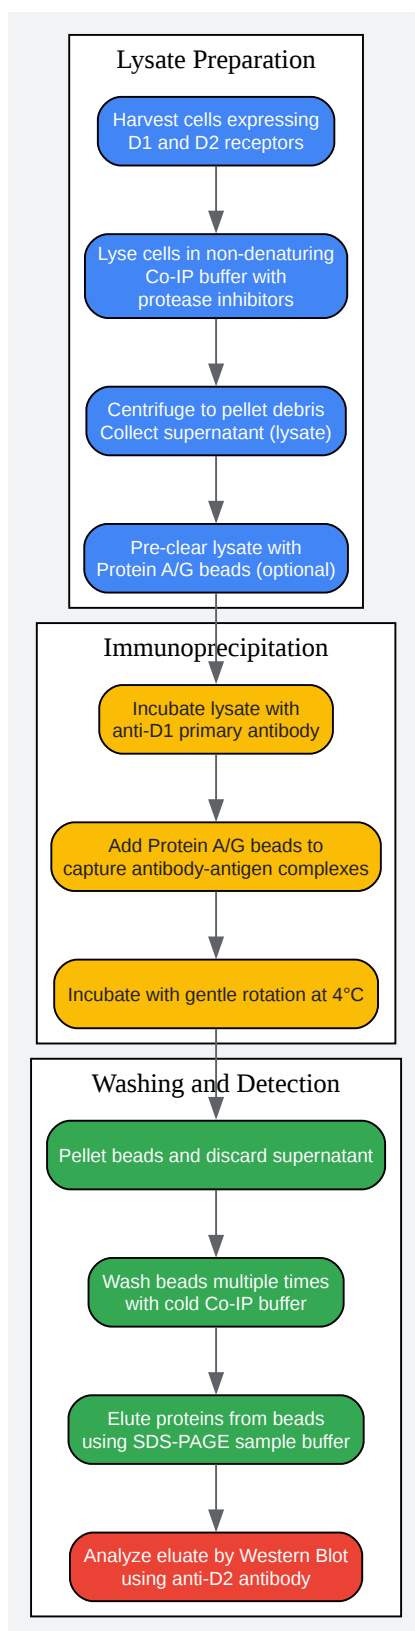 Lysate Preparation
Harvest cells expressing
D1 and D2 receptors
Lyse cells in non-denaturing
Co-IP buffer with
protease inhibitors
Centrifuge to pellet debris
Collect supernatant (lysate)
Pre-clear lysate with
Protein A/G beads (optional)
Immunoprecipitation
Incubate lysate with
anti-D1 primary antibody
Add Protein A/G beads to
capture antibody-antigen complexes
Incubate with gentle rotation at 4°C
Washing and Detection
Pellet beads and discard supernatant
Wash beads multiple times
with cold Co-IP buffer
Elute proteins from beads
using SDS-PAGE sample buffer
Analyze eluate by Western Blot
using anti-D2 antibody